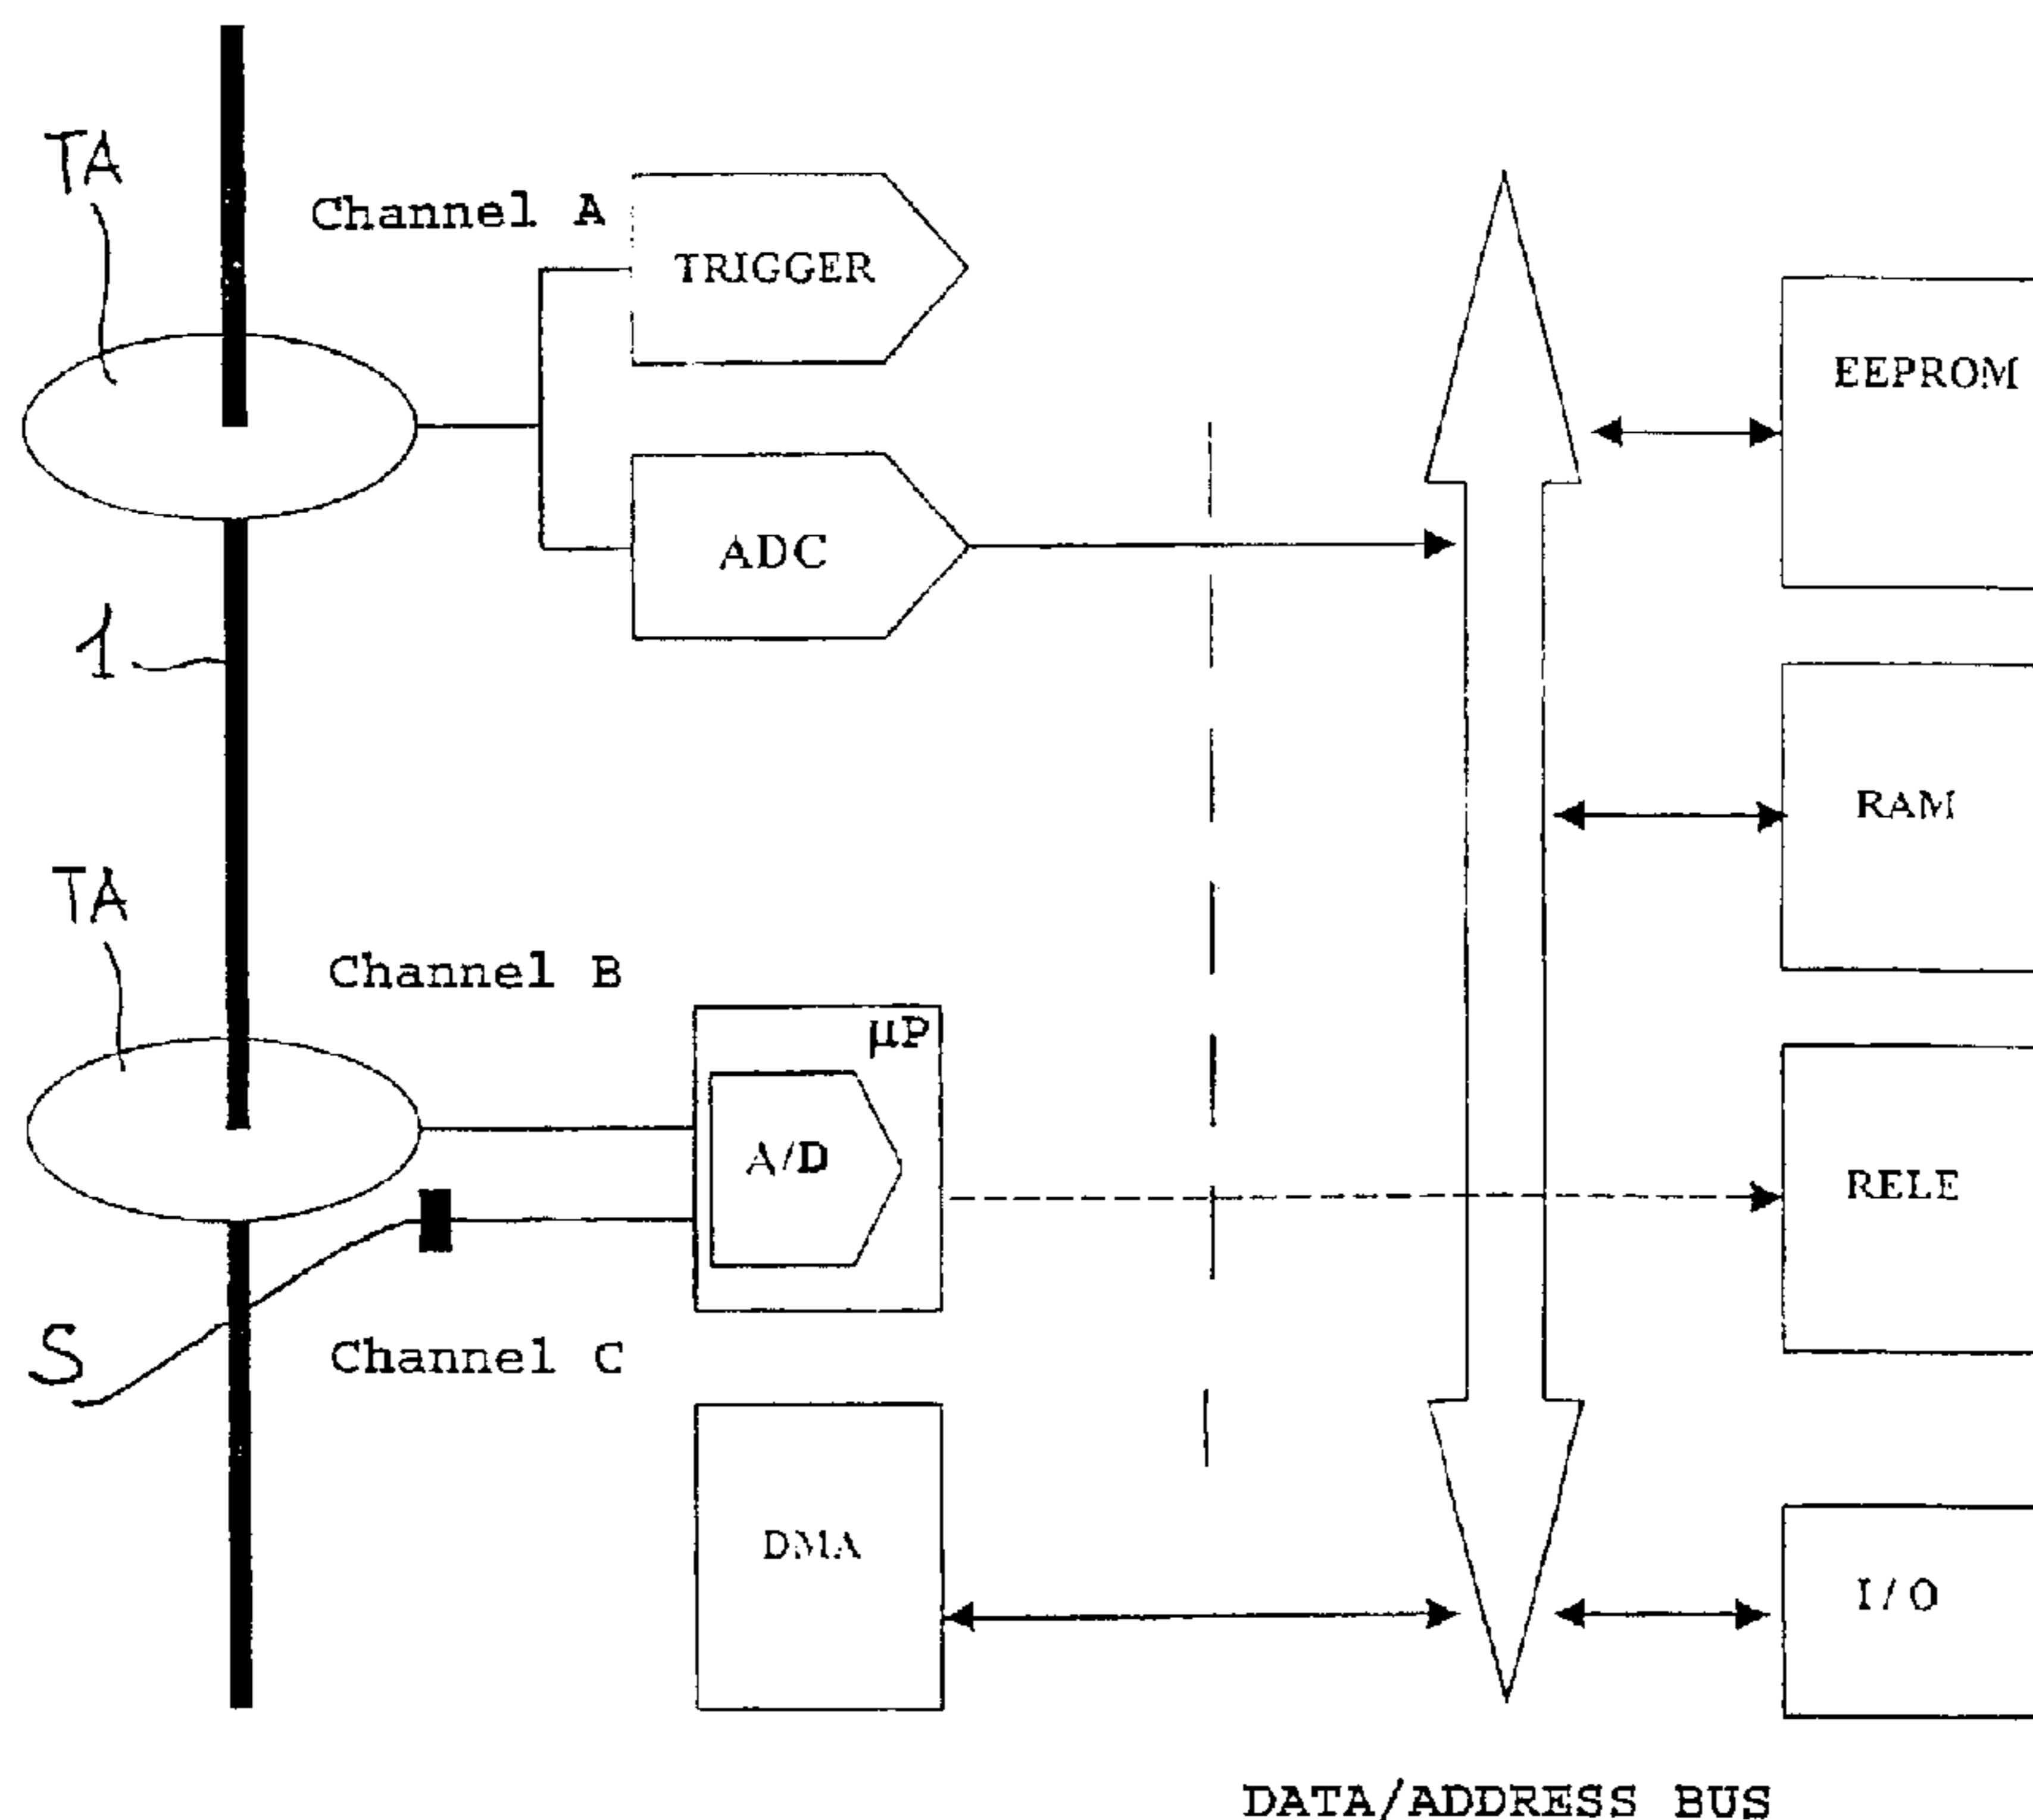 TA
Channel A
TRIGGER
EEPROM
ADC
1
RAM
TA
Channel B
µP
A/D
RELE
S
Channel C
DMA
I/O
DATA/ADDRESS BUS